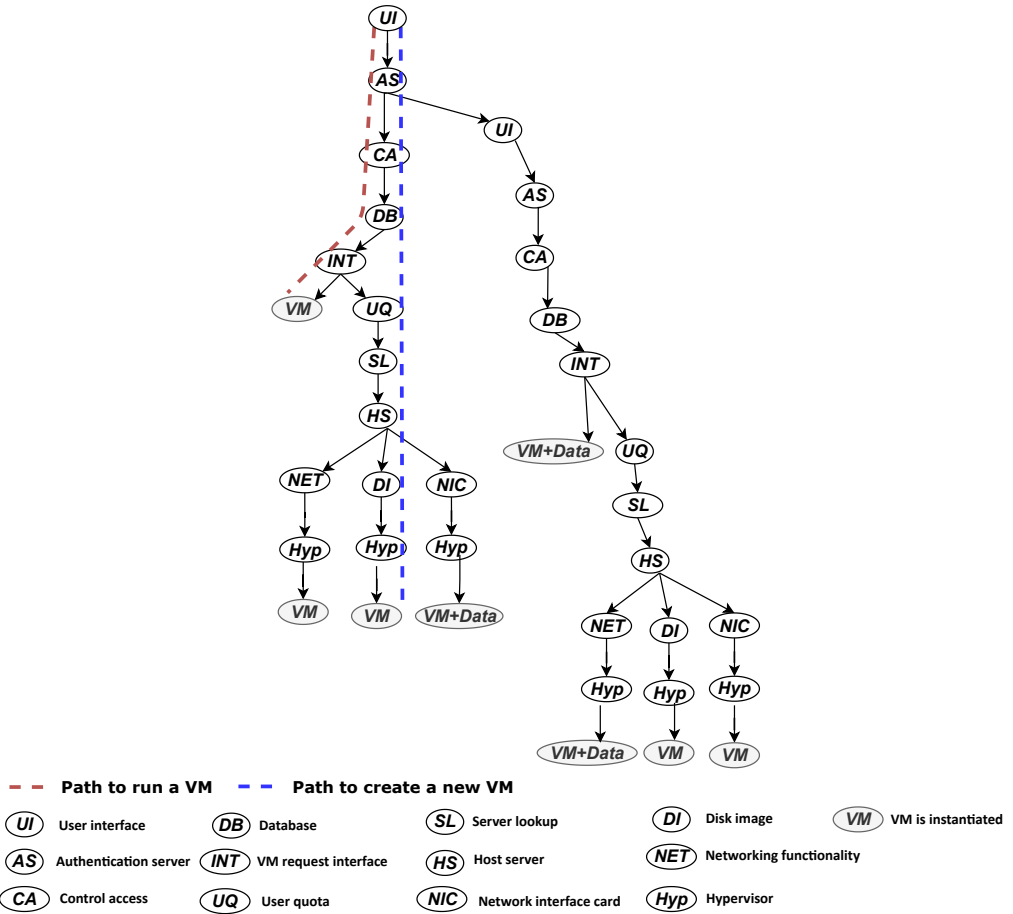 UI
AS
UI
CA
AS
DB
CA
INT
VM
UQ
DB
SL
INT
HS
VM+Data
UQ
NET
DI
NIC
SL
Hyp
Hyp
Hyp
HS
VM
VM
VM+Data
NET
DI
NIC
Hyp
Hyp
Hyp
VM+Data
VM
VM
Path to run a VM
Path to create a new VM
UI User interface
DB Database
SL Server lookup
DI Disk image
VM VM is instantiated
AS Authentication server
INT VM request interface
HS Host server
NET Networking functionality
CA Control access
UQ User quota
NIC Network interface card
Hyp Hypervisor